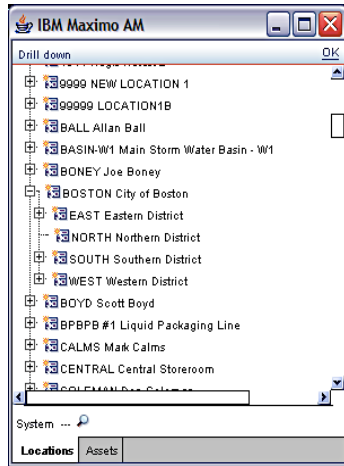 IBM Maximo AM
Drill down OK
9999 NEW LOCATION 1
99999 LOCATION1B
BALL Allan Ball
BASIN-W1 Main Storm Water Basin - W1
BONEY Joe Boney
BOSTON City of Boston
EAST Eastern District
NORTH Northern District
SOUTH Southern District
WEST Western District
BOYD Scott Boyd
BPBPB #1 Liquid Packaging Line
CALMS Mark Calms
CENTRAL Central Storeroom
System ---
Locations Assets